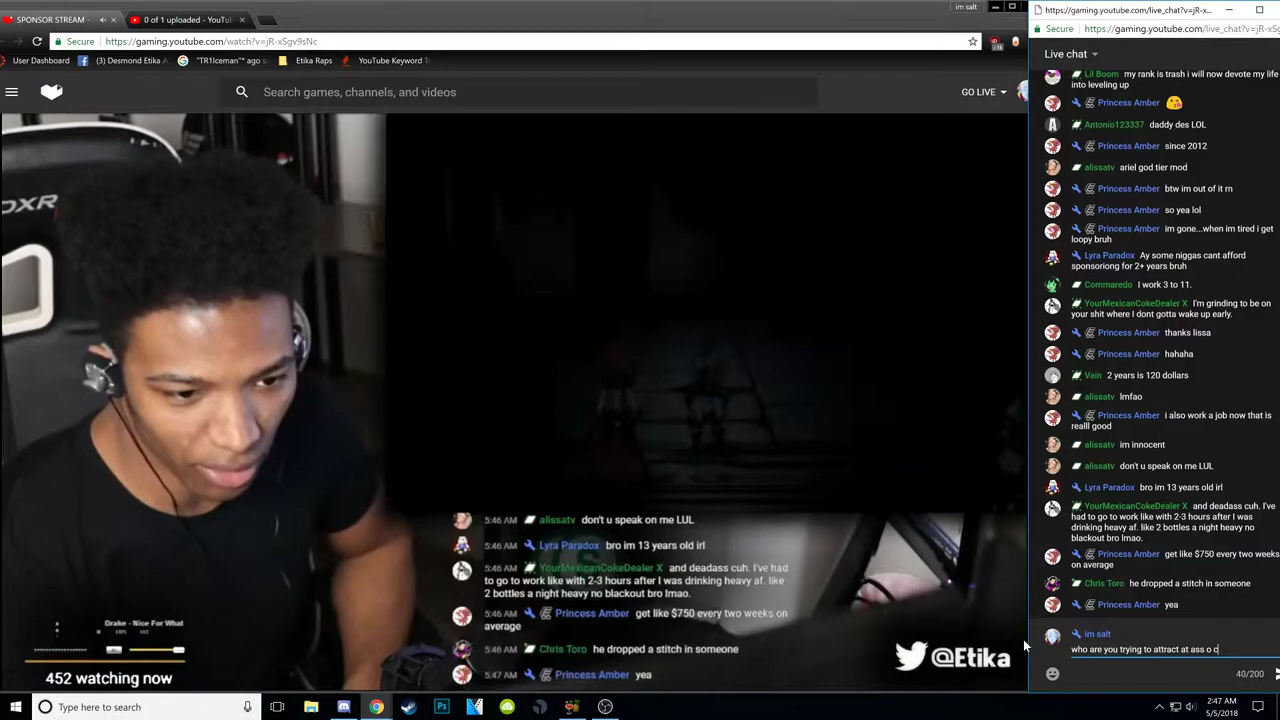 SPONSOR STREAM -
0 of 1 uploaded - YouTu
im salt
https://gaming.youtube.com/live_chat?v=jR-x...
Secure
https://gaming.youtube.com/watch?v=jR-xSgv9sNc
Secure
https://gaming.youtube.com/live_chat?v=jR-xSg
User Dashboard
(3) Desmond Etika A
"TR1Iceman"* ago s
Etika Raps
YouTube Keyword T
Search games, channels, and videos
GO LIVE
Live chat
Lil Boom my rank is trash i will now devote my life
into leveling up
Princess Amber
Antonio123337 daddy des LOL
Princess Amber since 2012
alissatv ariel god tier mod
Princess Amber btw im out of it rn
Princess Amber so yea lol
Princess Amber im gone...when im tired i get
loopy bruh
Lyra Paradox Ay some niggas cant afford
sponsoriong for 2+ years bruh
Commaredo I work 3 to 11.
YourMexicanCokeDealer X I'm grinding to be on
your shit where I dont gotta wake up early.
Princess Amber thanks lissa
Princess Amber hahaha
Vain 2 years is 120 dollars
alissatv lmfao
Princess Amber i also work a job now that is
realll good
alissatv im innocent
alissatv don't u speak on me LUL
Lyra Paradox bro im 13 years old irl
YourMexicanCokeDealer X and deadass cuh. I've
had to go to work like with 2-3 hours after I was
drinking heavy af. like 2 bottles a night heavy no
blackout bro lmao.
Princess Amber get like $750 every two weeks
on average
Chris Toro he dropped a stitch in someone
Princess Amber yea
im salt
who are you trying to attract at ass o c
40/200
DXR
5:46 AM alissatv don't u speak on me LUL
5:46 AM Lyra Paradox bro im 13 years old irl
5:46 AM YourMexicanCokeDealer X and deadass cuh. I've had
to go to work like with 2-3 hours after I was drinking heavy af. like
2 bottles a night heavy no blackout bro lmao.
5:46 AM Princess Amber get like $750 every two weeks on
average
5:46 AM Chris Toro he dropped a stitch in someone
5:47 AM Princess Amber yea
Drake - Nice For What
452 watching now
@Etika
Type here to search
2:47 AM
5/5/2018